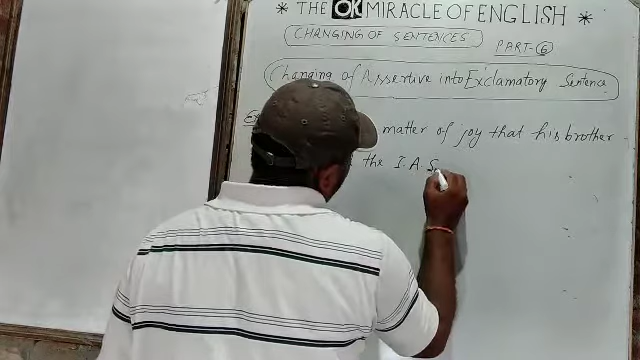 * THE OK MIRACLE OF ENGLISH *
CHANGING OF SENTENCES
PART-6
Changing of Assertive into Exclamatory Sentence
matter of joy that his brother
the I.A.S.